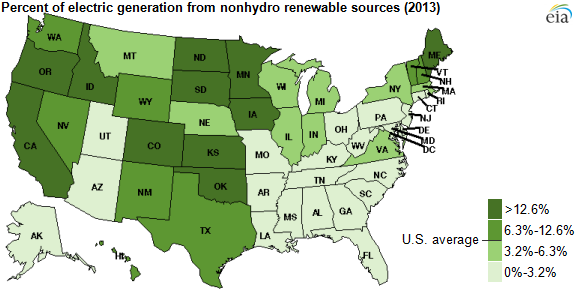 Percent of electric generation from nonhydro renewable sources (2013)
eia
WA
MT
ND
MN
ME
OR
ID
SD
WI
MI
NY
VT
NH
MA
RI
CT
WY
NE
IA
PA
NJ
NV
UT
CO
KS
IL
IN
OH
WV
VA
DE
MD
DC
CA
MO
KY
AZ
NM
OK
AR
TN
NC
SC
TX
LA
MS
AL
GA
FL
AK
HI
>12.6%
6.3%-12.6%
U.S. average
3.2%-6.3%
0%-3.2%